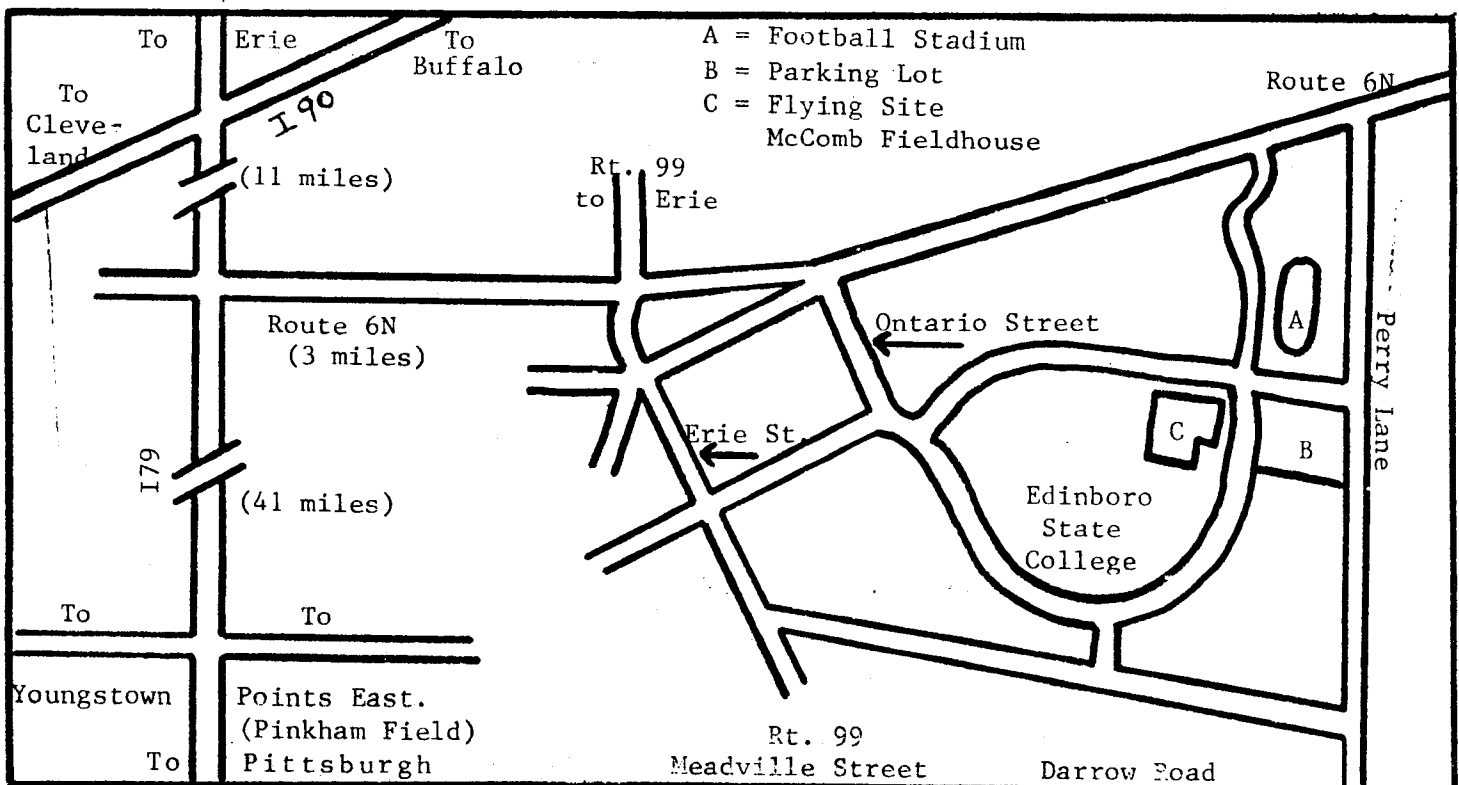 To Erie
To
Buffalo
A = Football Stadium
B = Parking Lot
C = Flying Site
McComb Fieldhouse
Route 6N
To
Cleve-
land
I 90
(11 miles)
Rt. 99
to Erie
Route 6N
(3 miles)
Ontario Street
A
Perry Lane
Erie St.
C
B
I79
(41 miles)
Edinboro
State
College
To
To
Youngstown
Points East.
(Pinkham Field)
To Pittsburgh
Rt. 99
Meadville Street
Darrow Road